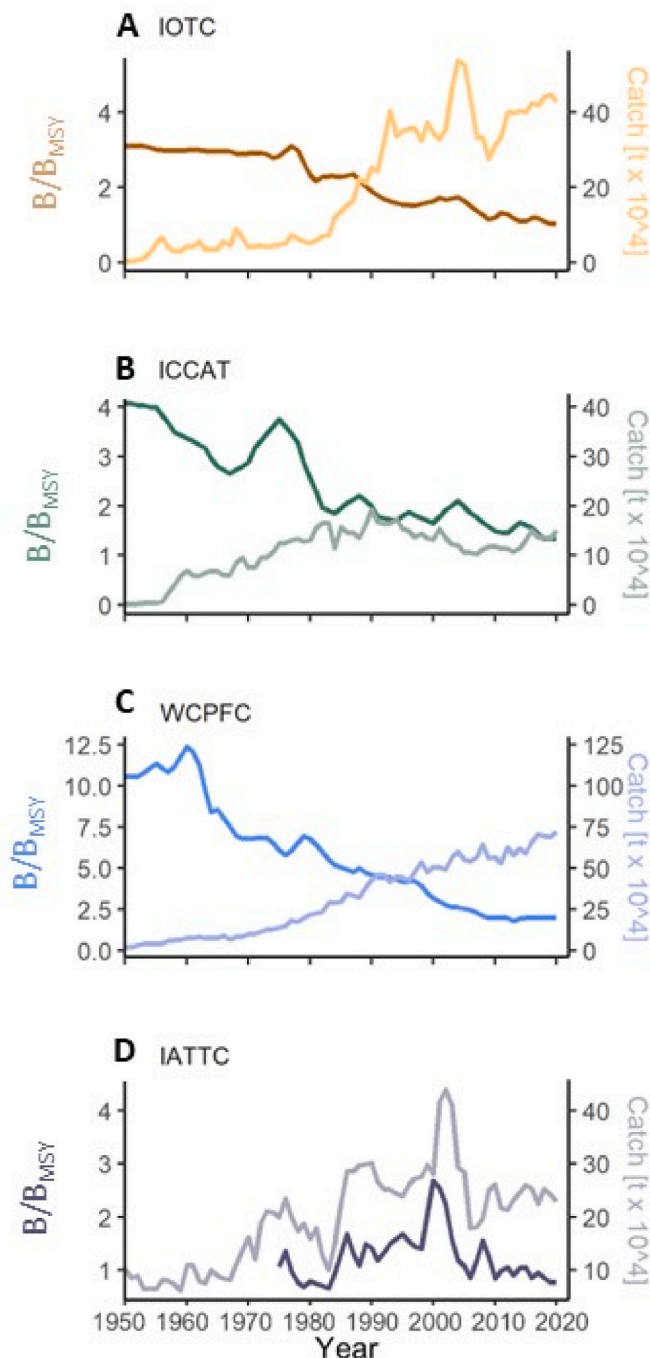 A IOTC
B/BMSY
4
2
0
40
20
0
Catch [t x 10^4]
B ICCAT
B/BMSY
4
3
2
1
0
40
30
20
10
0
Catch [t x 10^4]
C WCPFC
B/BMSY
12.5
10.0
7.5
5.0
2.5
0.0
125
100
75
50
25
0
Catch [t x 10^4]
D IATTC
B/BMSY
4
3
2
1
40
30
20
10
Catch [t x 10^4]
1950 1960 1970 1980 1990 2000 2010 2020
Year